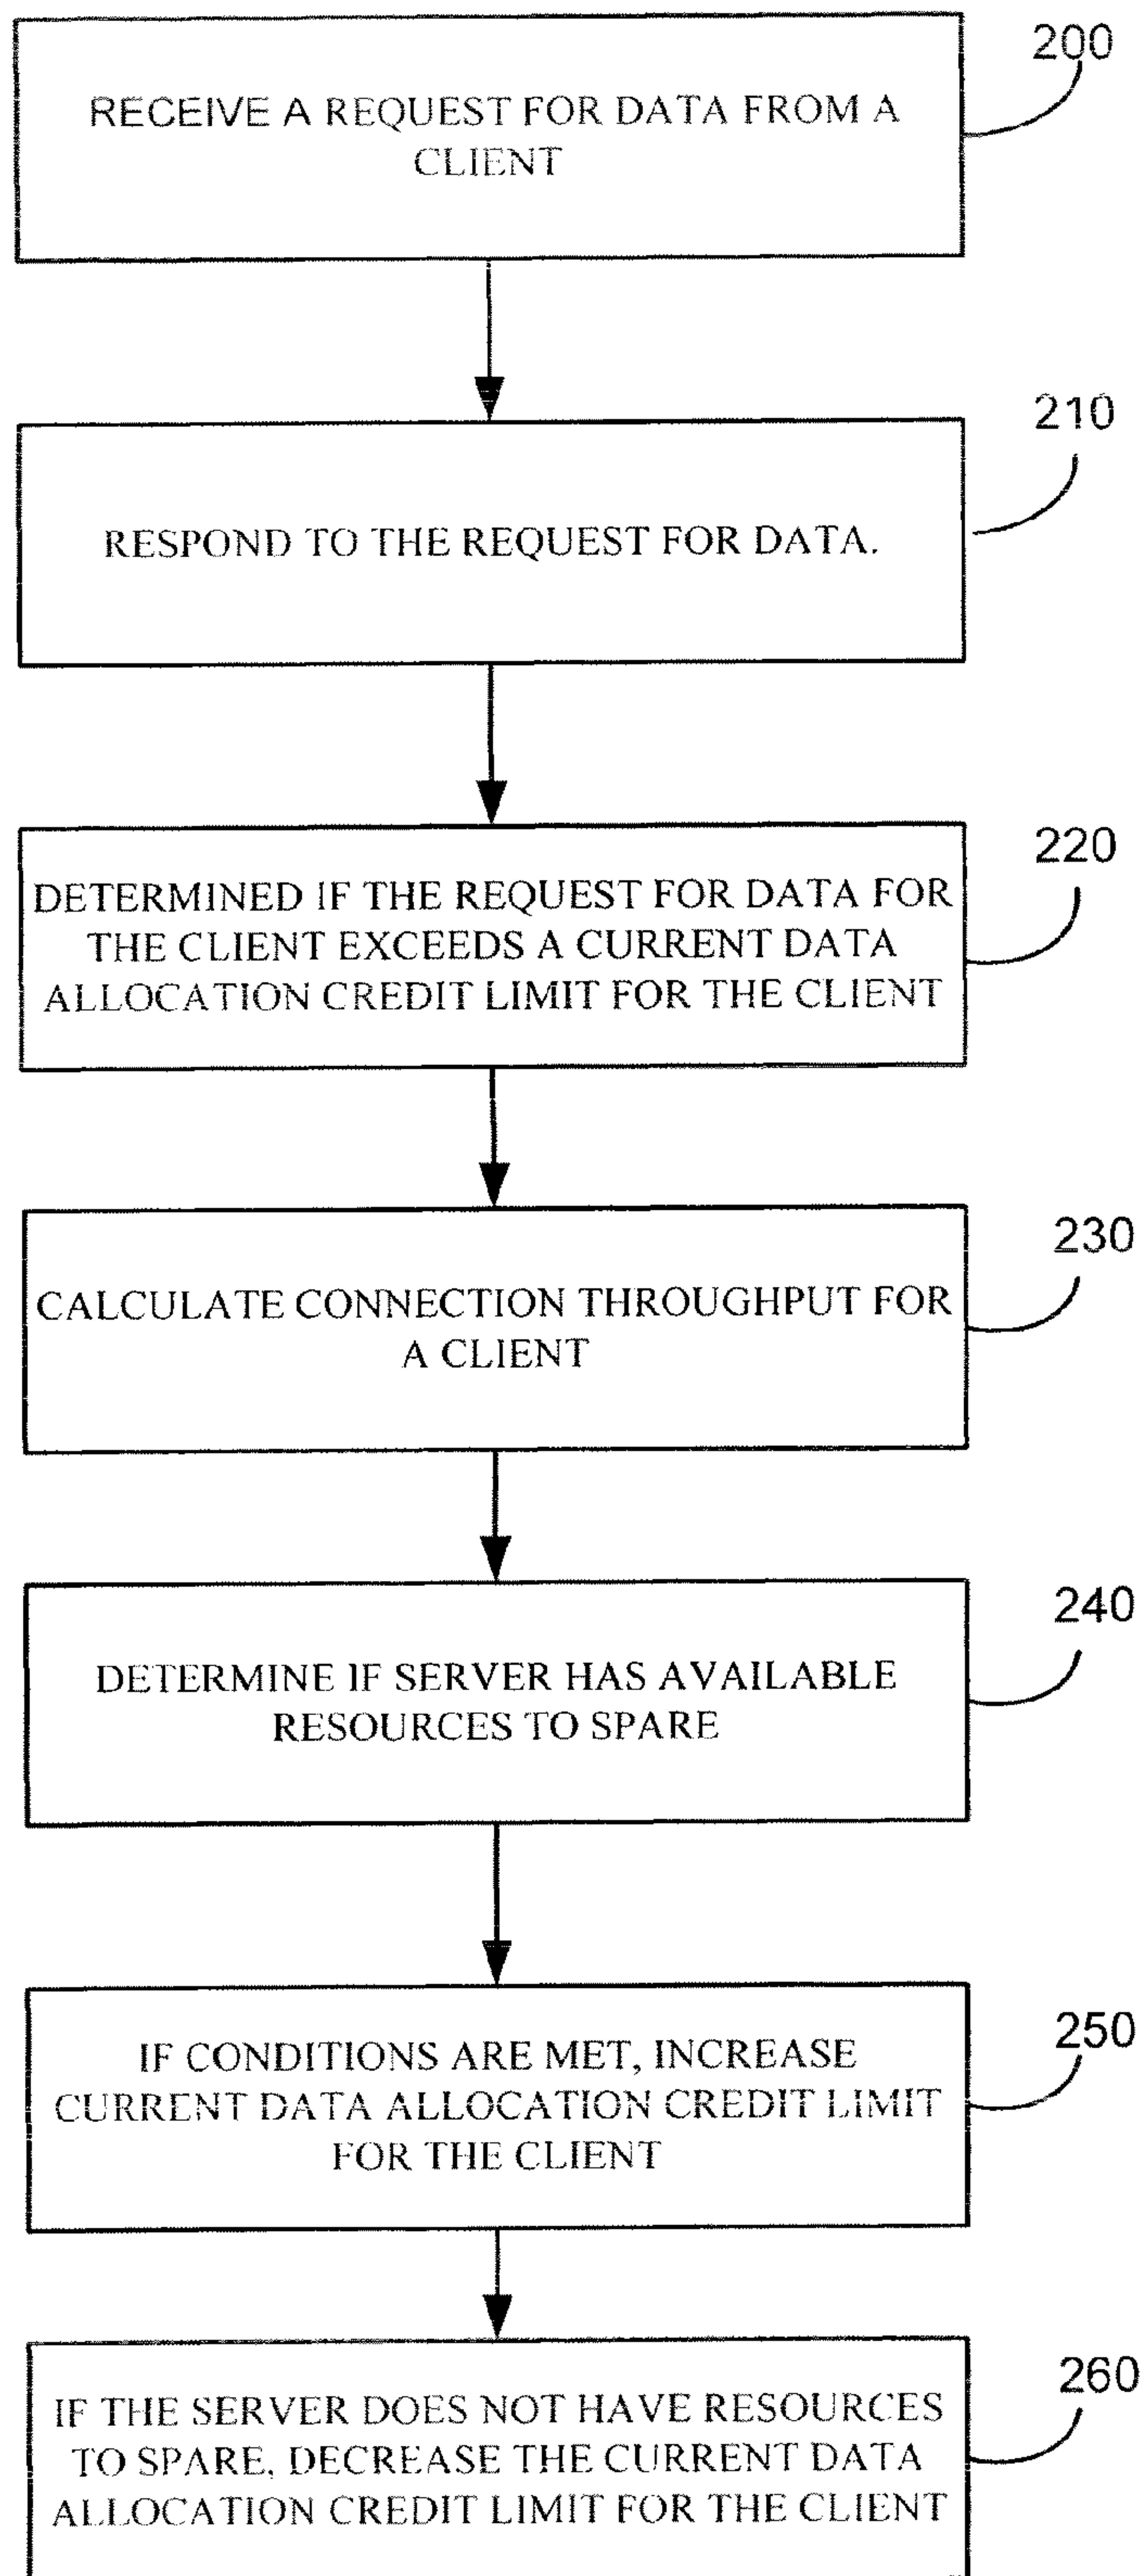 200
RECEIVE A REQUEST FOR DATA FROM A
CLIENT
210
RESPOND TO THE REQUEST FOR DATA.
220
DETERMINED IF THE REQUEST FOR DATA FOR
THE CLIENT EXCEEDS A CURRENT DATA
ALLOCATION CREDIT LIMIT FOR THE CLIENT
230
CALCULATE CONNECTION THROUGHPUT FOR
A CLIENT
240
DETERMINE IF SERVER HAS AVAILABLE
RESOURCES TO SPARE
250
IF CONDITIONS ARE MET, INCREASE
CURRENT DATA ALLOCATION CREDIT LIMIT
FOR THE CLIENT
260
IF THE SERVER DOES NOT HAVE RESOURCES
TO SPARE, DECREASE THE CURRENT DATA
ALLOCATION CREDIT LIMIT FOR THE CLIENT